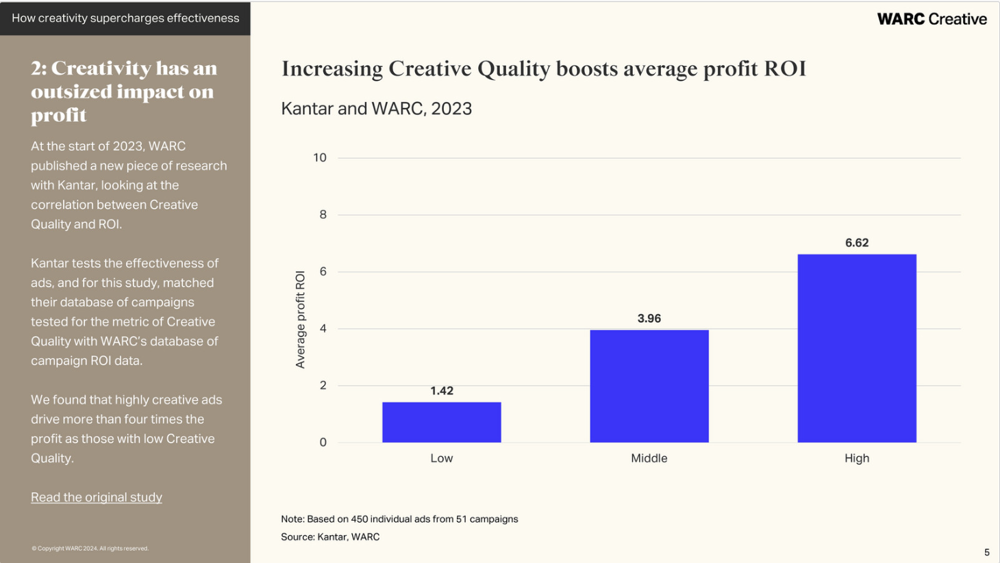 How creativity supercharges effectiveness
WARC Creative
2: Creativity has an
outsized impact on
profit
At the start of 2023, WARC
published a new piece of research
with Kantar, looking at the
correlation between Creative
Quality and ROI.
Kantar tests the effectiveness of
ads, and for this study, matched
their database of campaigns
tested for the metric of Creative
Quality with WARC's database of
campaign ROI data.
We found that highly creative ads
drive more than four times the
profit as those with low Creative
Quality.
Read the original study
© Copyright WARC 2024. All rights reserved.
Increasing Creative Quality boosts average profit ROI
Kantar and WARC, 2023
Average profit ROI
10
8
6
4
2
0
1.42
3.96
6.62
Low
Middle
High
Note: Based on 450 individual ads from 51 campaigns
Source: Kantar, WARC
5